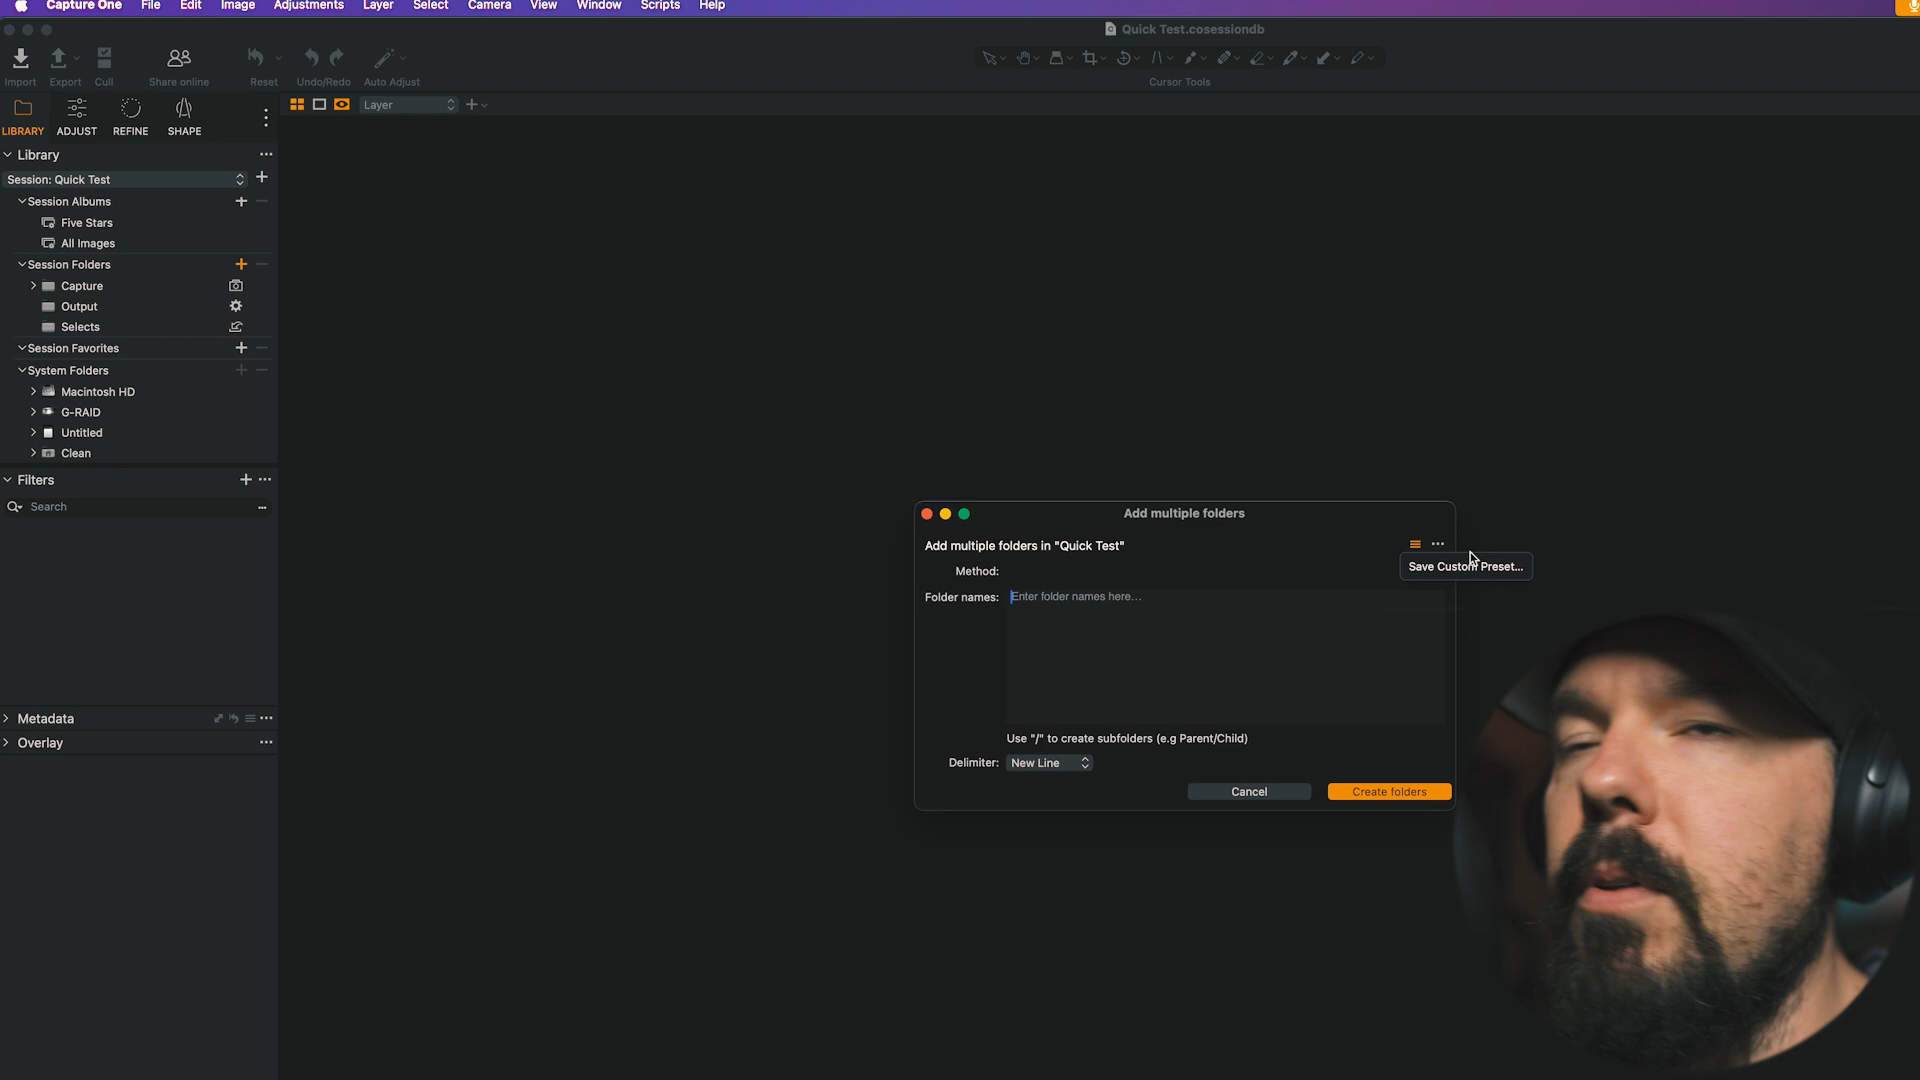 Capture One File Edit Image Adjustments Layer Select Camera View Window Scripts Help
Quick Test.cosessiondb
Import Export Cull Share online Reset Undo/Redo Auto Adjust Cursor Tools
LIBRARY ADJUST REFINE SHAPE
Layer
Library
Session: Quick Test
Session Albums
Five Stars
All Images
Session Folders
Capture
Output
Selects
Session Favorites
System Folders
Macintosh HD
G-RAID
Untitled
Clean
Filters
Search
Metadata
Overlay
Add multiple folders
Add multiple folders in "Quick Test"
Save Custom Preset...
Method:
Folder names: Enter folder names here...
Use "/" to create subfolders (e.g Parent/Child)
Delimiter: New Line
Cancel Create folders